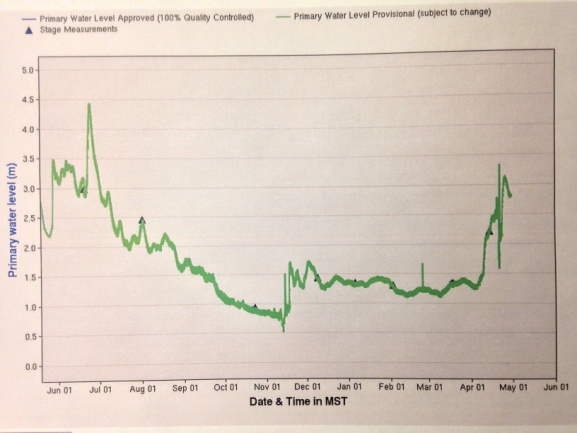 Primary Water Level Approved (100% Quality Controlled) Primary Water Level Provisional (subject to change)
Stage Measurements
5.0
4.5
4.0
3.5
3.0
2.5
2.0
1.5
1.0
0.5
0.0
Primary water level (m)
Jun 01 Jul 01 Aug 01 Sep 01 Oct 01 Nov 01 Dec 01 Jan 01 Feb 01 Mar 01 Apr 01 May 01 Jun 01
Date & Time in MST